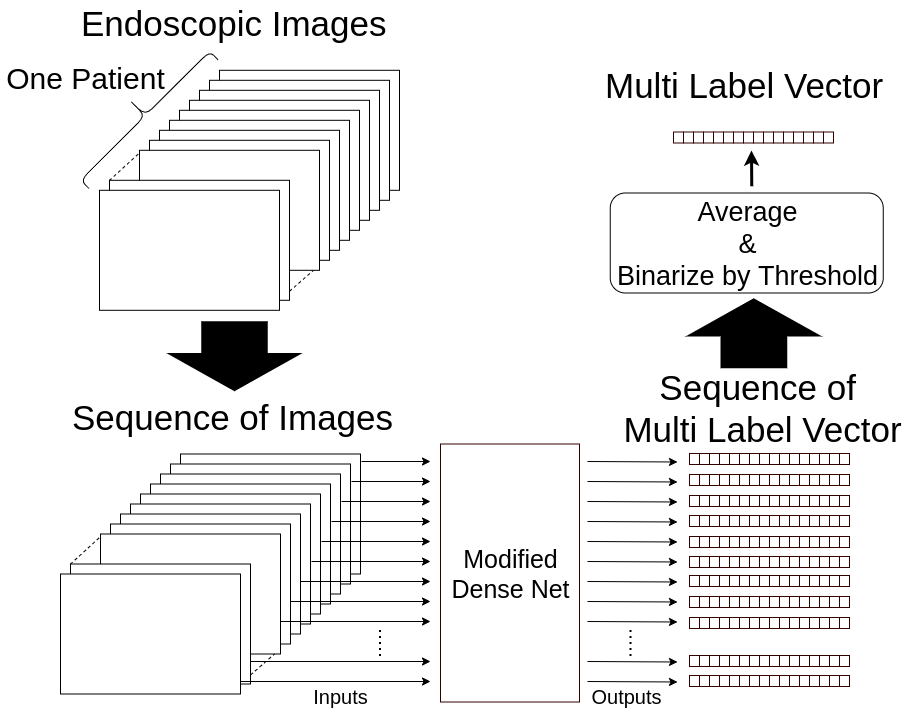 Endoscopic Images
One Patient
Sequence of Images
Modified
Dense Net
Inputs
Outputs
Sequence of
Multi Label Vector
Average
&
Binarize by Threshold
Multi Label Vector